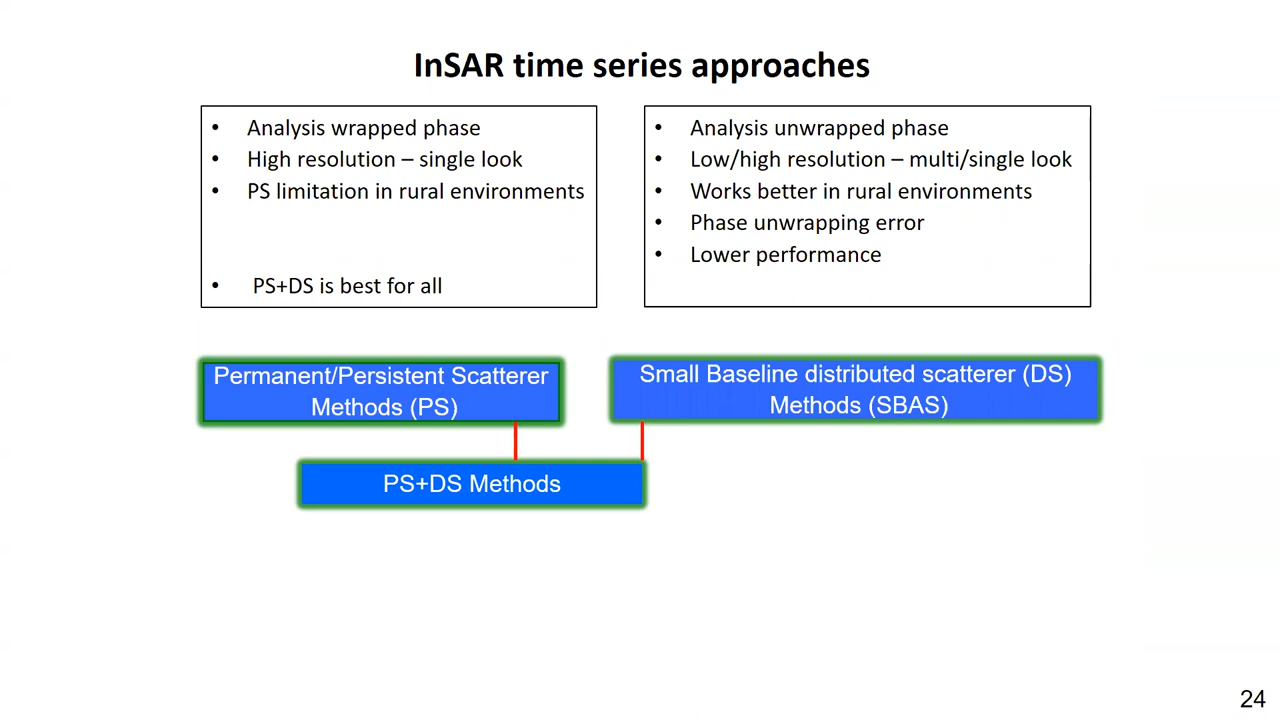 InSAR time series approaches
• Analysis wrapped phase
• High resolution – single look
• PS limitation in rural environments
• PS+DS is best for all
• Analysis unwrapped phase
• Low/high resolution – multi/single look
• Works better in rural environments
• Phase unwrapping error
• Lower performance
Permanent/Persistent Scatterer
Methods (PS)
Small Baseline distributed scatterer (DS)
Methods (SBAS)
PS+DS Methods
24